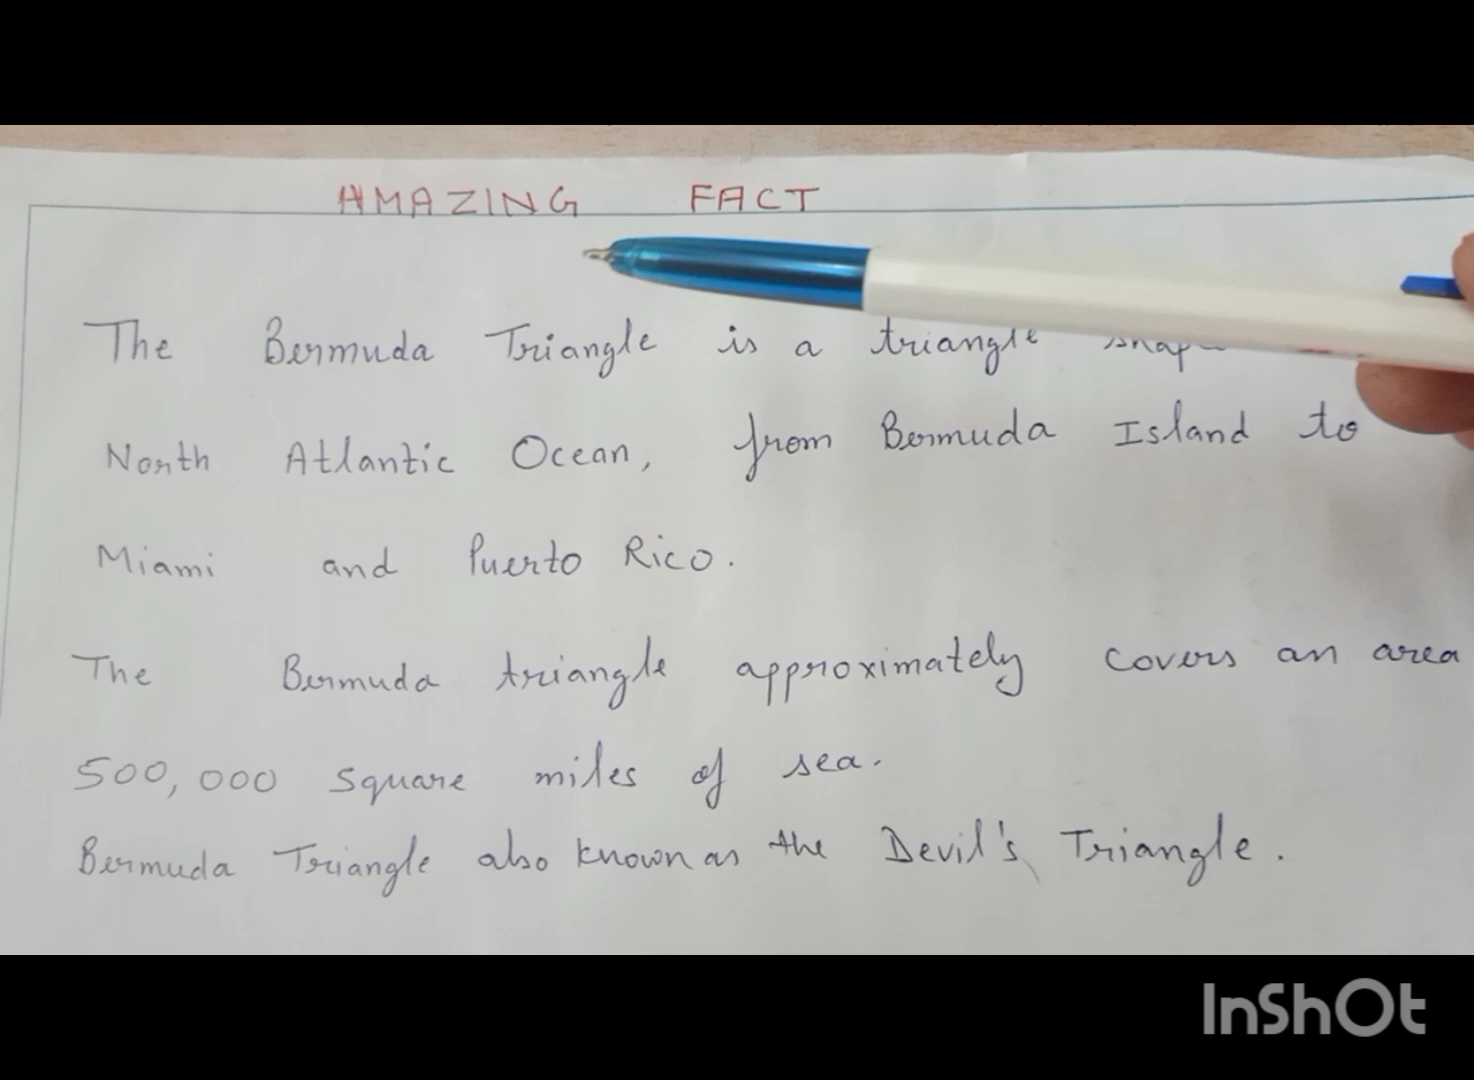 AMAZING FACT
The Bermuda Triangle is a triangle
North Atlantic Ocean, from Bermuda Island to
Miami and Puerto Rico.
The Bermuda triangle approximately covers an area
500,000 square miles of sea.
Bermuda Triangle also known as the Devil's Triangle.
InShOt